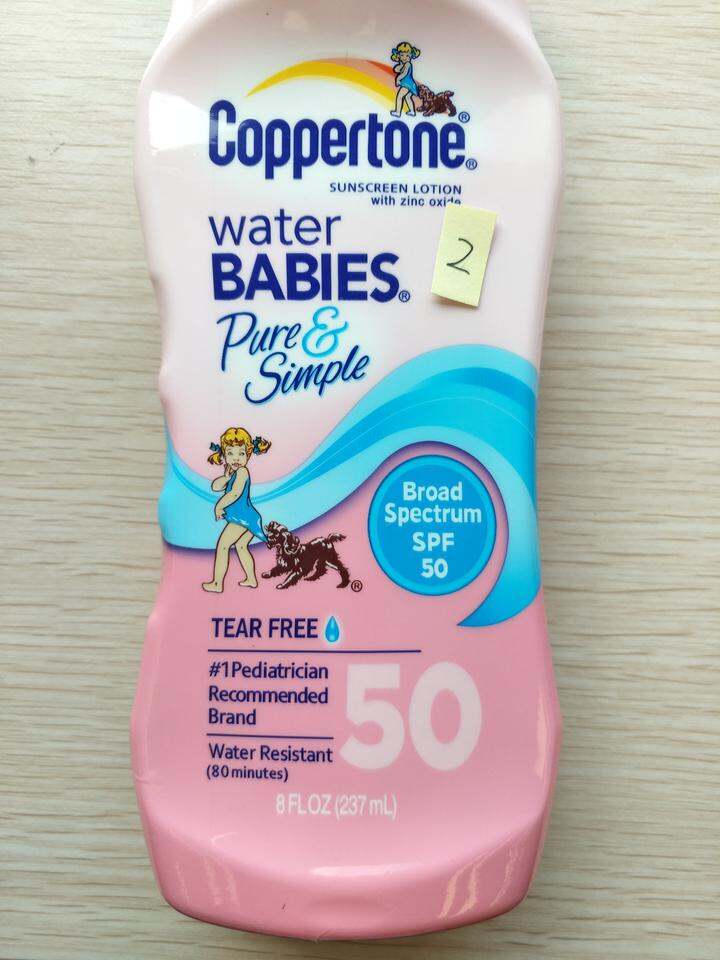 Coppertone®
SUNSCREEN LOTION
with zinc oxide
water
BABIES®
2
Pure &
Simple
Broad
Spectrum
SPF
50
®
TEAR FREE
#1 Pediatrician
Recommended
Brand
50
Water Resistant
(80 minutes)
8 FL OZ (237 mL)